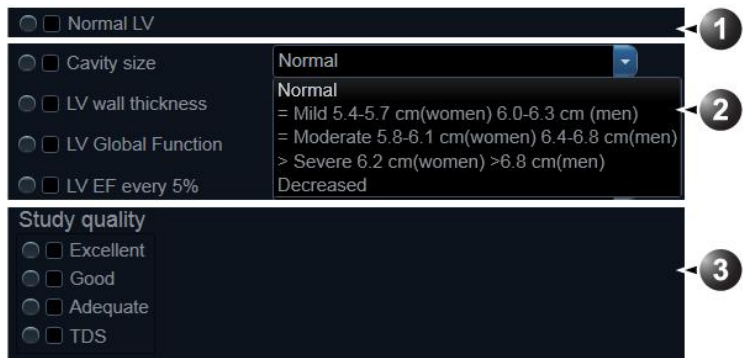 Normal LV
1
Cavity size
Normal
Normal
= Mild 5.4-5.7 cm(women) 6.0-6.3 cm (men)
= Moderate 5.8-6.1 cm(women) 6.4-6.8 cm(men)
> Severe 6.2 cm(women) >6.8 cm(men)
Decreased
LV wall thickness
LV Global Function
LV EF every 5%
2
Study quality
Excellent
Good
Adequate
TDS
3